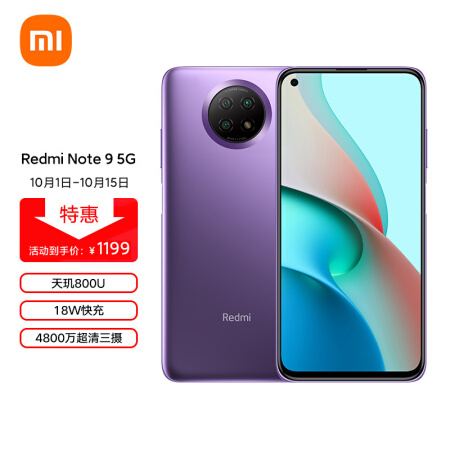 mi
Redmi Note 9 5G
10月1日-10月15日
特惠
活动到手价：¥1199
天玑800U
18W快充
4800万超清三摄
Redmi